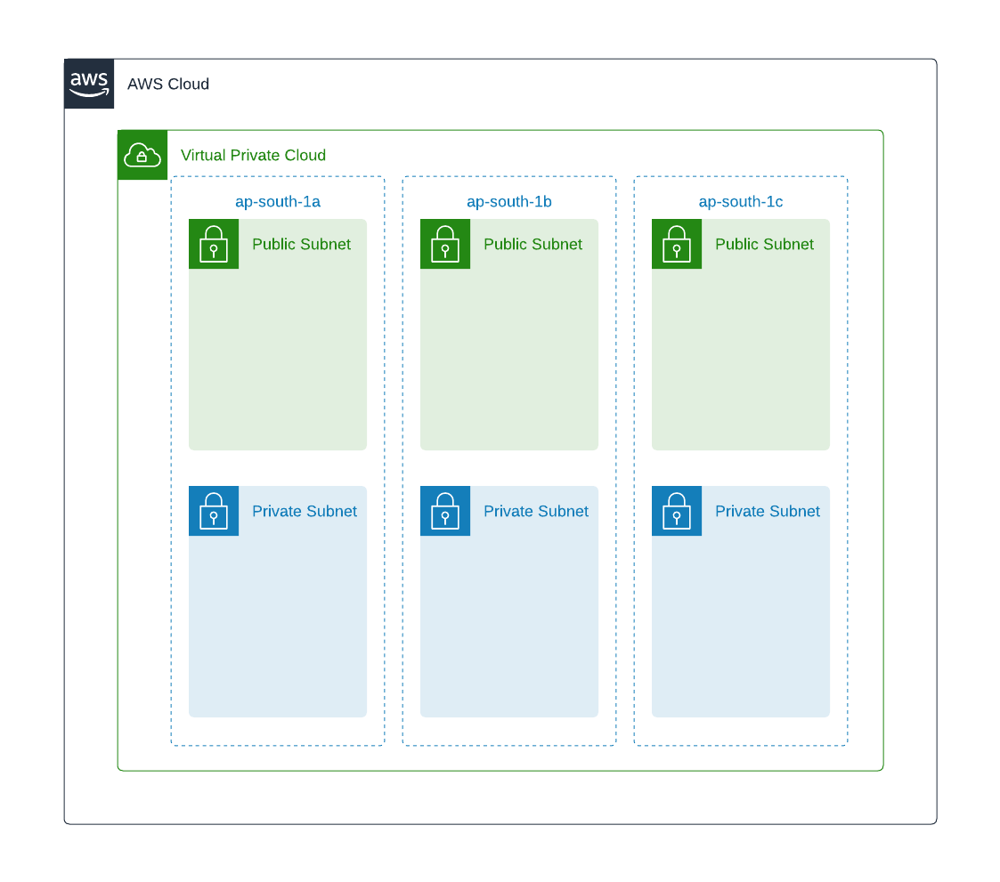 aws
AWS Cloud
Virtual Private Cloud
ap-south-1a
ap-south-1b
ap-south-1c
Public Subnet
Public Subnet
Public Subnet
Private Subnet
Private Subnet
Private Subnet